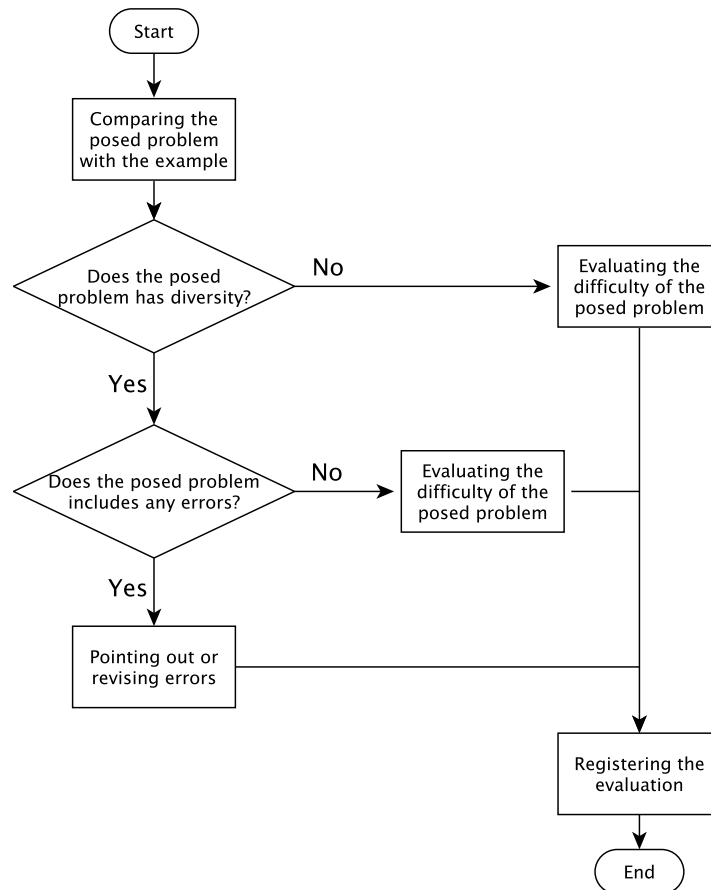 Start
Comparing the
posed problem
with the example
Does the posed
problem has diversity?
No
Evaluating the
difficulty of the
posed problem
Yes
Does the posed problem
includes any errors?
No
Evaluating the
difficulty of the
posed problem
Yes
Pointing out or
revising errors
Registering the
evaluation
End